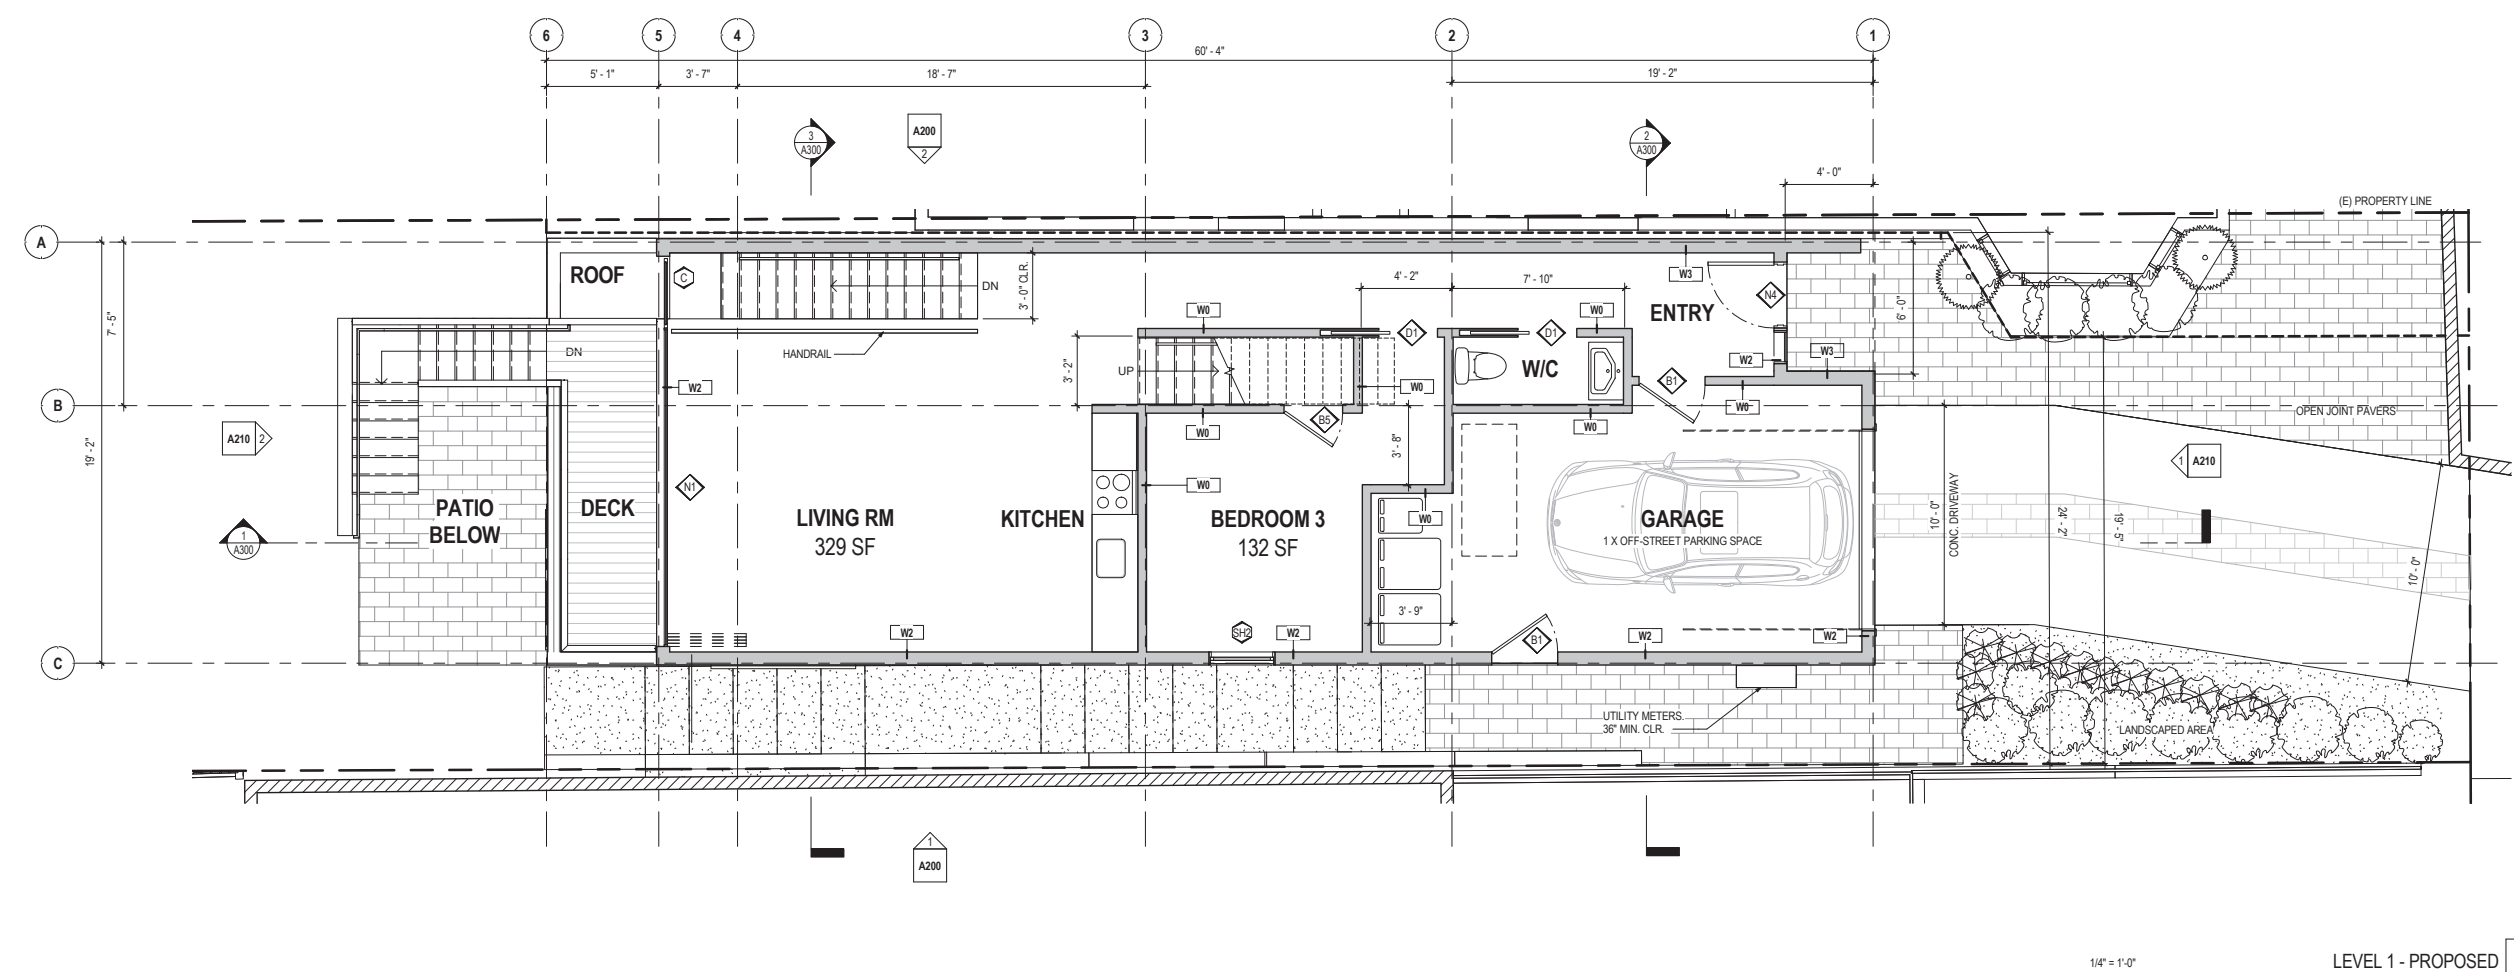 6
5
4
3
2
1
60' - 4"
5' - 1"
3' - 7"
18' - 7"
19' - 2"
3
A300
A200
2
2
A300
4' - 0"
(E) PROPERTY LINE
A
ROOF
C
DN
3' - 0" CLR.
4' - 2"
7' - 10"
W3
N4
ENTRY
6' - 0"
7' - 5"
W0
D1
D1
W0
HANDRAIL
DN
3' - 2"
UP
W/C
W2
W3
W2
W0
B1
B
W0
B5
W0
W0
OPEN JOINT PAVERS
A210
2
19' - 2"
3' - 8"
1
A210
N1
W0
PATIO
BELOW
DECK
LIVING RM
329 SF
KITCHEN
BEDROOM 3
132 SF
W0
GARAGE
1 X OFF-STREET PARKING SPACE
10' - 0"
CONC. DRIVEWAY
24' - 2"
19' - 5"
10' - 0"
1
A300
3' - 9"
W2
SH2
W2
B1
W2
W2
C
UTILITY METERS.
36" MIN. CLR.
LANDSCAPED AREA
1
A200
1/4" = 1'-0"
LEVEL 1 - PROPOSED